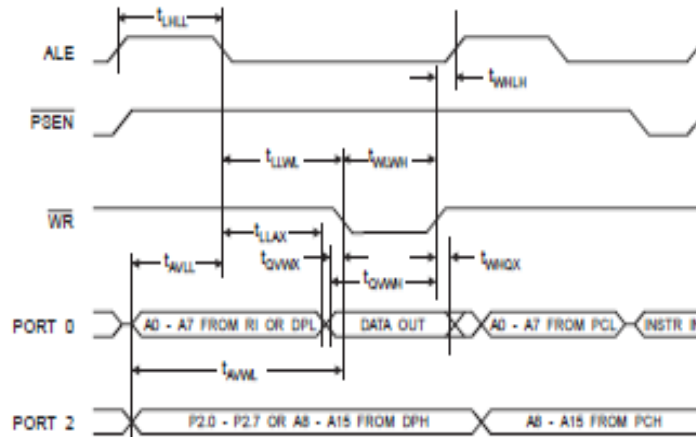 tLHLL
ALE
tWHLH
PSEN
tLLWL
tWLWH
WR
tLLAX
tAVLL
tQVWX
tWHQX
tQVWH
PORT 0
A0 - A7 FROM RI OR DPL
DATA OUT
A0 - A7 FROM PCL
INSTR IN
tAVWL
PORT 2
P2.0 - P2.7 OR A8 - A15 FROM DPH
A8 - A15 FROM PCH